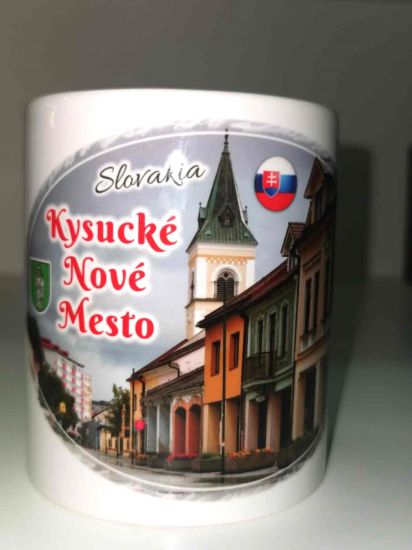 Slovakia
Kysucké
Nové
Mesto